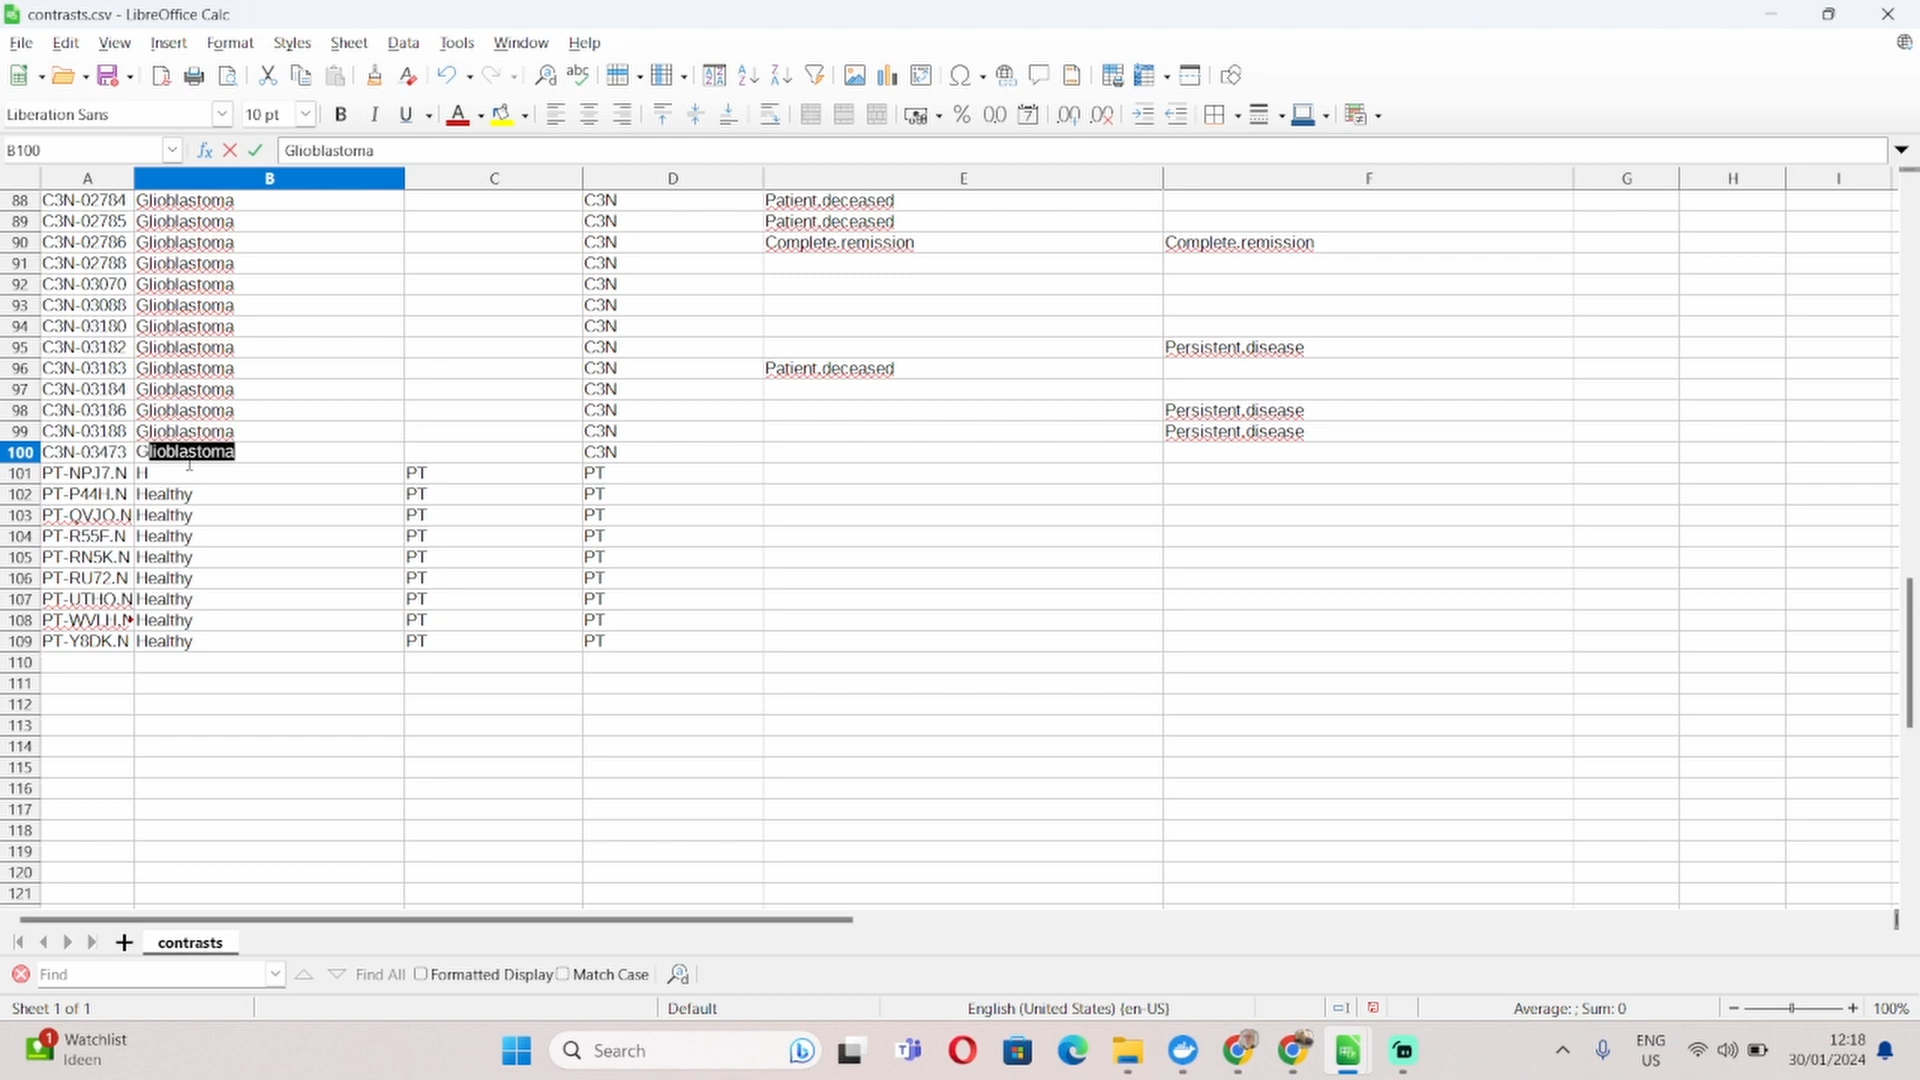 contrasts.csv - LibreOffice Calc
File Edit View Insert Format Styles Sheet Data Tools Window Help
Liberation Sans 10 pt
B100 Glioblastoma
A B C D E F G H I
88 C3N-02784 Glioblastoma C3N Patient.deceased
89 C3N-02785 Glioblastoma C3N Patient.deceased
90 C3N-02786 Glioblastoma C3N Complete.remission Complete.remission
91 C3N-02788 Glioblastoma C3N
92 C3N-03070 Glioblastoma C3N
93 C3N-03088 Glioblastoma C3N
94 C3N-03180 Glioblastoma C3N
95 C3N-03182 Glioblastoma C3N Persistent.disease
96 C3N-03183 Glioblastoma C3N Patient.deceased
97 C3N-03184 Glioblastoma C3N
98 C3N-03186 Glioblastoma C3N Persistent.disease
99 C3N-03188 Glioblastoma C3N Persistent.disease
100 C3N-03473 Glioblastoma C3N
101 PT-NPJ7.N H PT PT
102 PT-P44H.N Healthy PT PT
103 PT-QVJO.N Healthy PT PT
104 PT-R55F.N Healthy PT PT
105 PT-RN5K.N Healthy PT PT
106 PT-RU72.N Healthy PT PT
107 PT-UTHO.N Healthy PT PT
108 PT-WVLH.N Healthy PT PT
109 PT-Y8DK.N Healthy PT PT
110
111
112
113
114
115
116
117
118
119
120
121
contrasts
Find Find All Formatted Display Match Case
Sheet 1 of 1 Default English (United States) {en-US} Average: ; Sum: 0 100%
1 Watchlist Ideen Search ENG US 12:18 30/01/2024